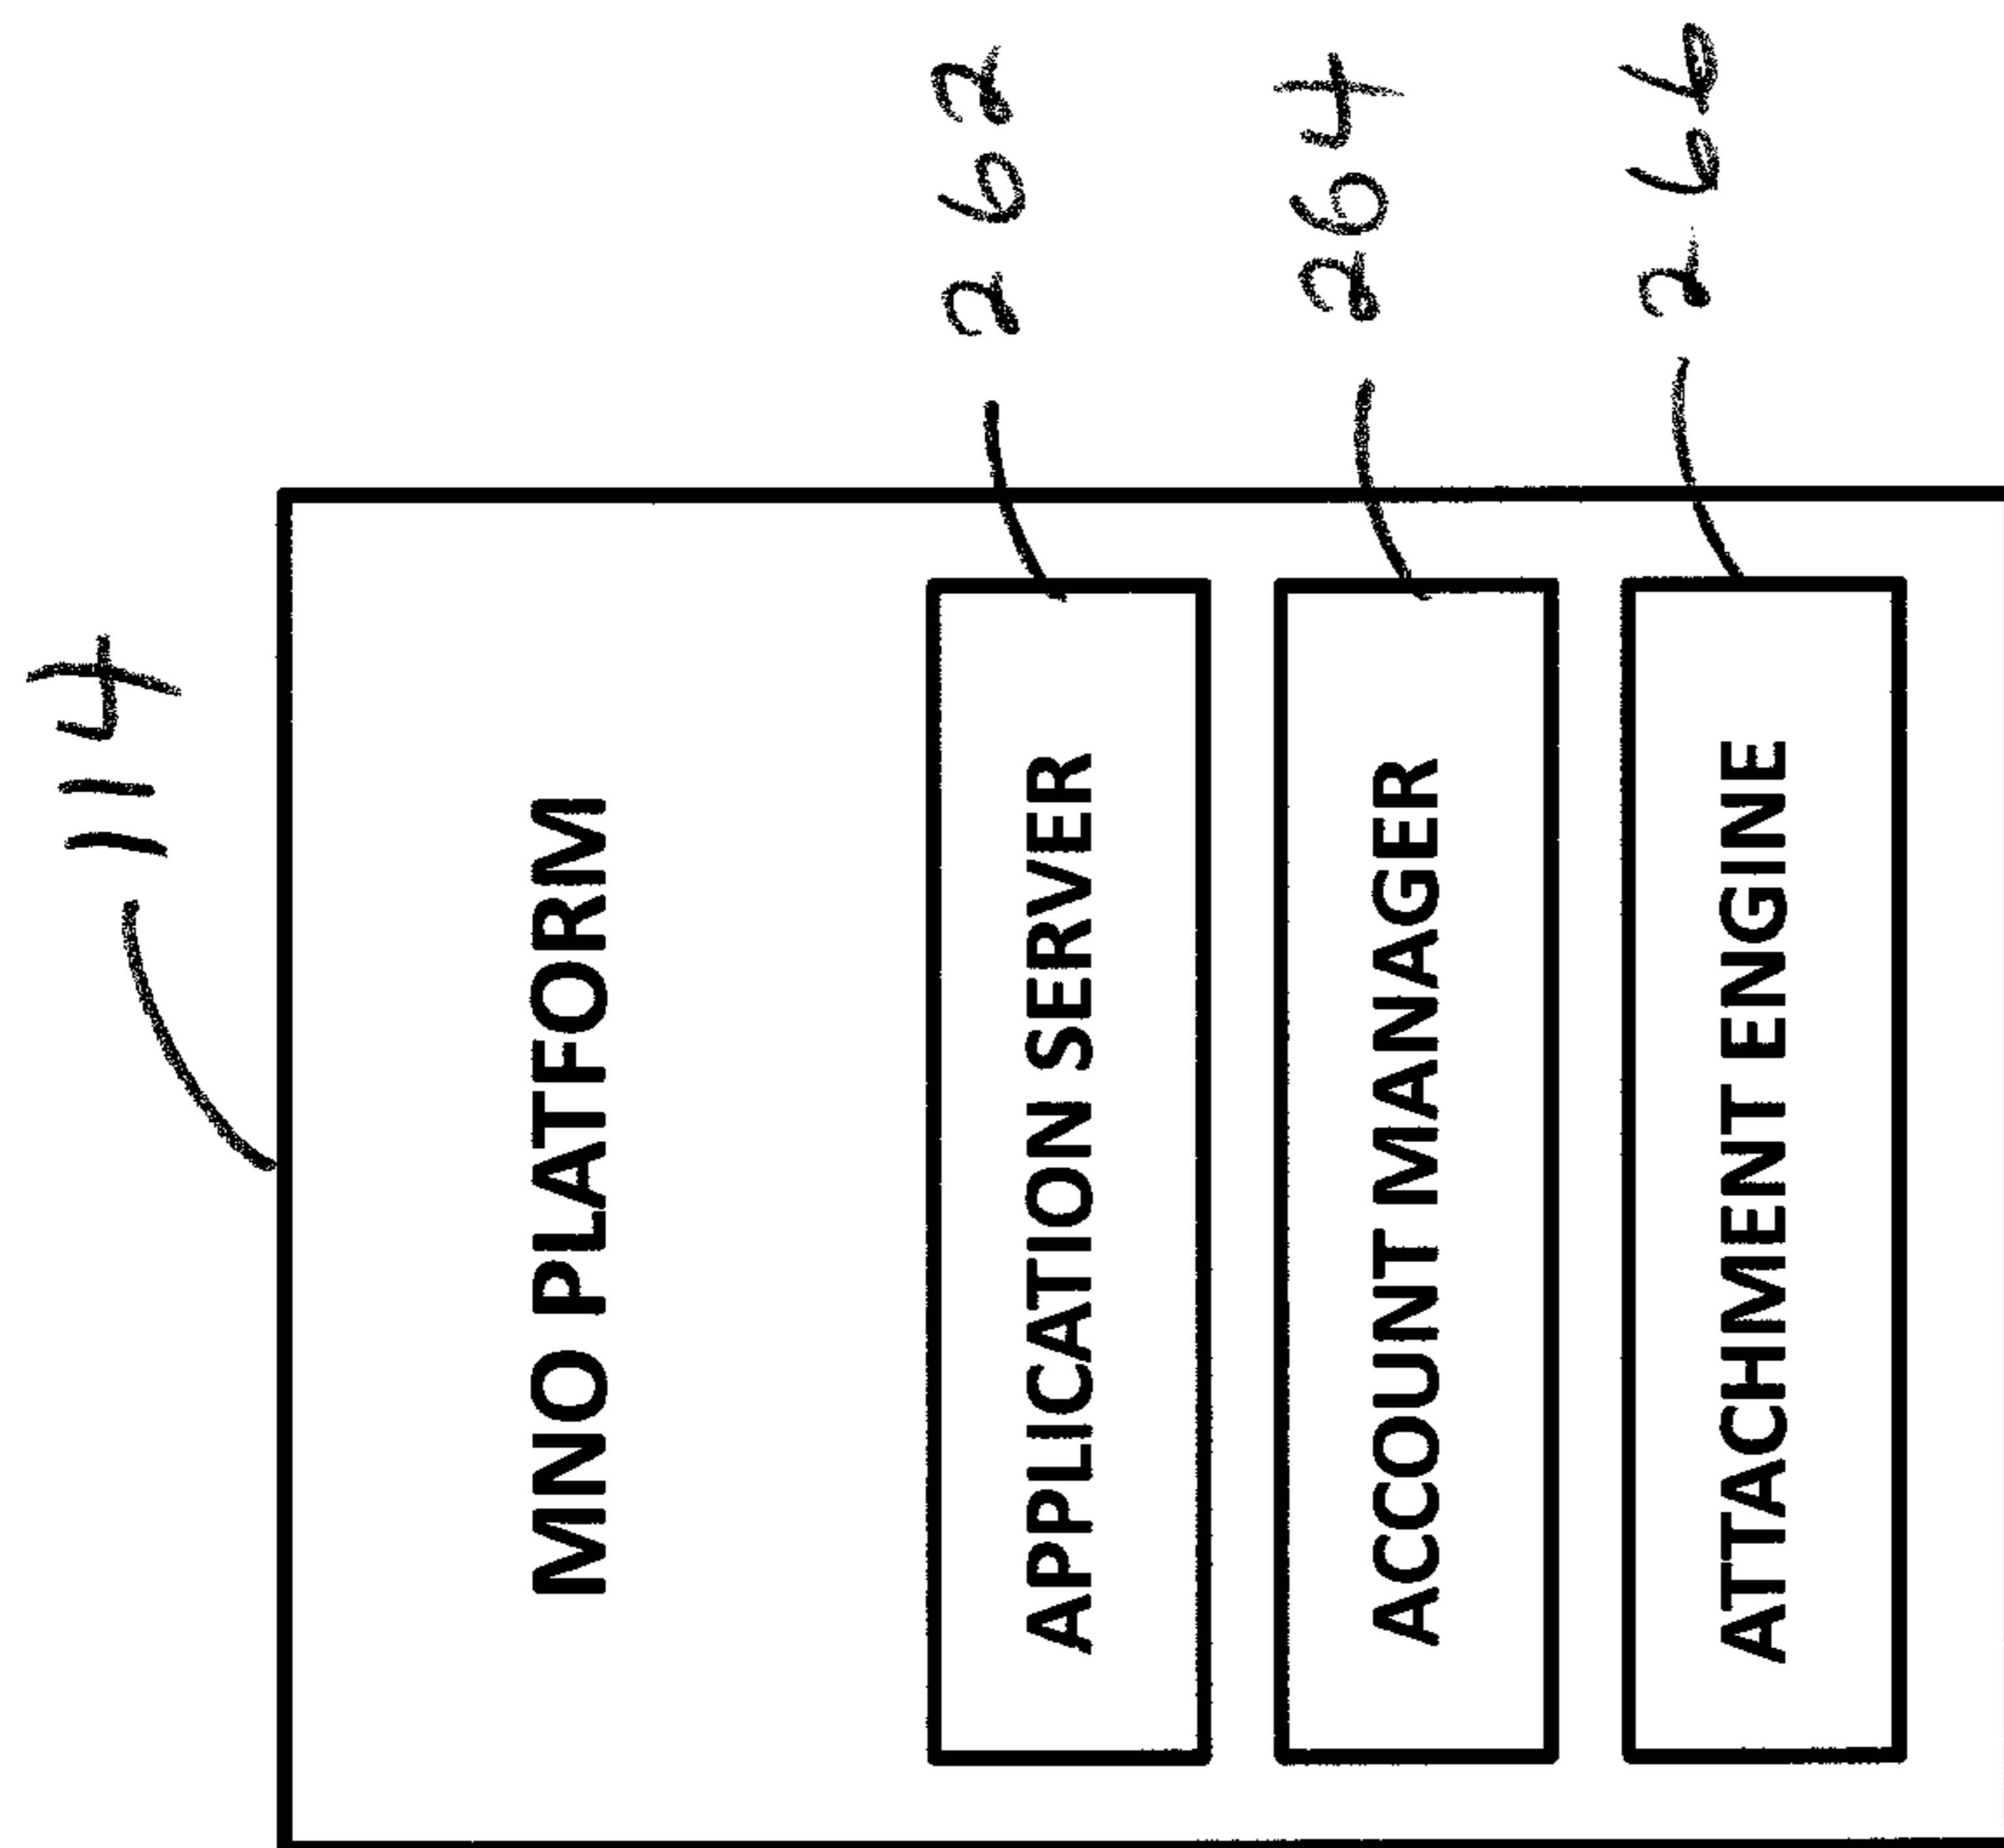 114
MNO PLATFORM
APPLICATION SERVER
262
ACCOUNT MANAGER
264
ATTACHMENT ENGINE
266